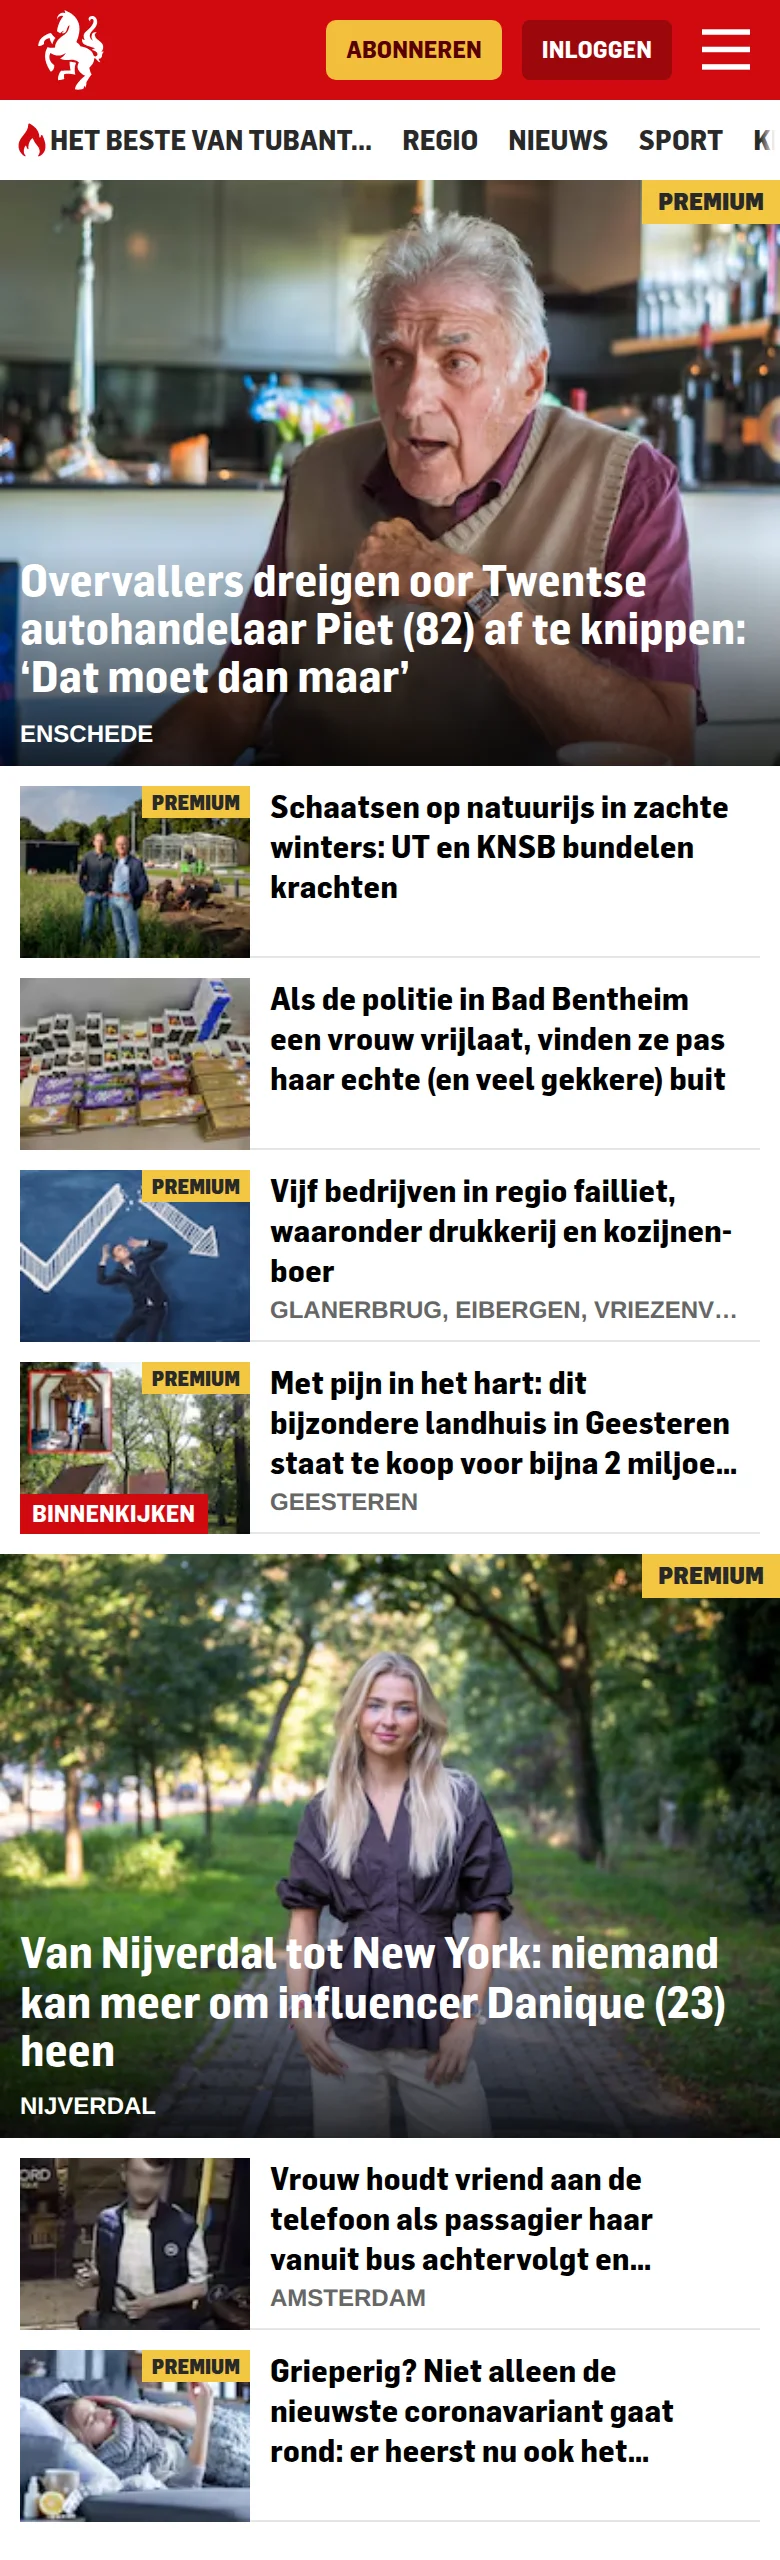 ABONNEREN
INLOGGEN
HET BESTE VAN TUBANT...
REGIO
NIEUWS
SPORT
PREMIUM
Overvallers dreigen oor Twentse
autohandelaar Piet (82) af te knippen:
‘Dat moet dan maar’
ENSCHEDE
PREMIUM
Schaatsen op natuurijs in zachte
winters: UT en KNSB bundelen
krachten
Als de politie in Bad Bentheim
een vrouw vrijlaat, vinden ze pas
haar echte (en veel gekkere) buit
PREMIUM
Vijf bedrijven in regio failliet,
waaronder drukkerij en kozijnen-
boer
GLANERBRUG, EIBERGEN, VRIEZENV...
PREMIUM
BINNENKIJKEN
Met pijn in het hart: dit
bijzondere landhuis in Geesteren
staat te koop voor bijna 2 miljoe...
GEESTEREN
PREMIUM
Van Nijverdal tot New York: niemand
kan meer om influencer Danique (23)
heen
NIJVERDAL
Vrouw houdt vriend aan de
telefoon als passagier haar
vanuit bus achtervolgt en...
AMSTERDAM
PREMIUM
Grieperig? Niet alleen de
nieuwste coronavariant gaat
rond: er heerst nu ook het...